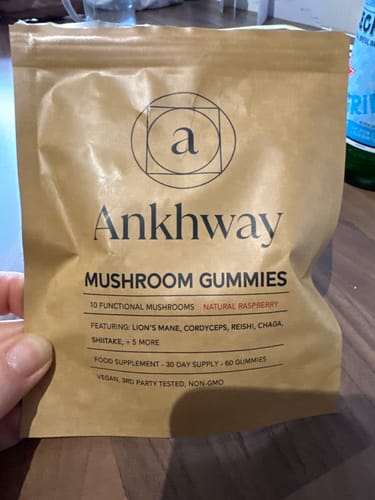 a
Ankhway
MUSHROOM GUMMIES
10 FUNCTIONAL MUSHROOMS NATURAL RASPBERRY
FEATURING: LION'S MANE, CORDYCEPS, REISHI, CHAGA,
SHIITAKE, + 5 MORE
FOOD SUPPLEMENT - 30 DAY SUPPLY - 60 GUMMIES
VEGAN, 3RD PARTY TESTED, NON-GMO